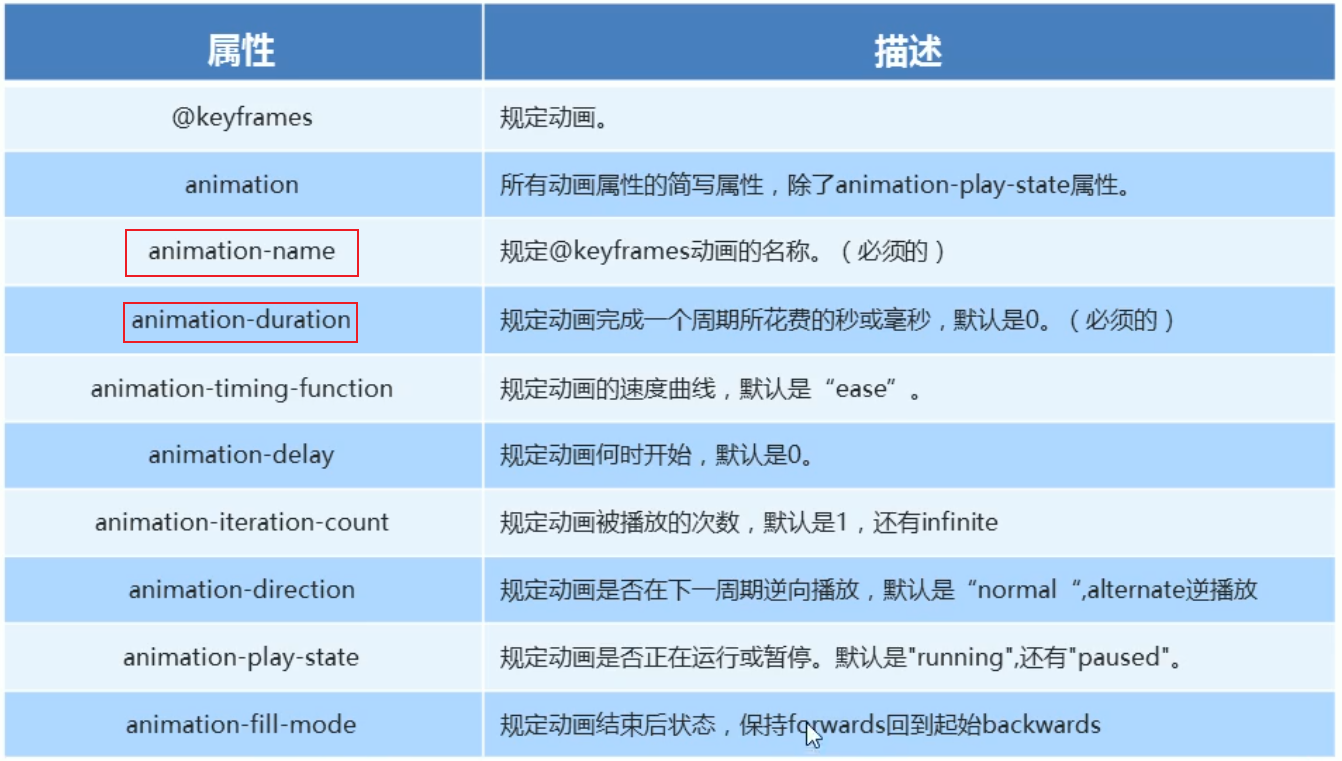 属性 描述
@keyframes 规定动画。
animation 所有动画属性的简写属性，除了animation-play-state属性。
animation-name 规定@keyframes动画的名称。（必须的）
animation-duration 规定动画完成一个周期所花费的秒或毫秒，默认是0。（必须的）
animation-timing-function 规定动画的速度曲线，默认是“ease”。
animation-delay 规定动画何时开始，默认是0。
animation-iteration-count 规定动画被播放的次数，默认是1，还有infinite
animation-direction 规定动画是否在下一周期逆向播放，默认是“normal“,alternate逆播放
animation-play-state 规定动画是否正在运行或暂停。默认是"running",还有"paused"。
animation-fill-mode 规定动画结束后状态，保持forwards回到起始backwards